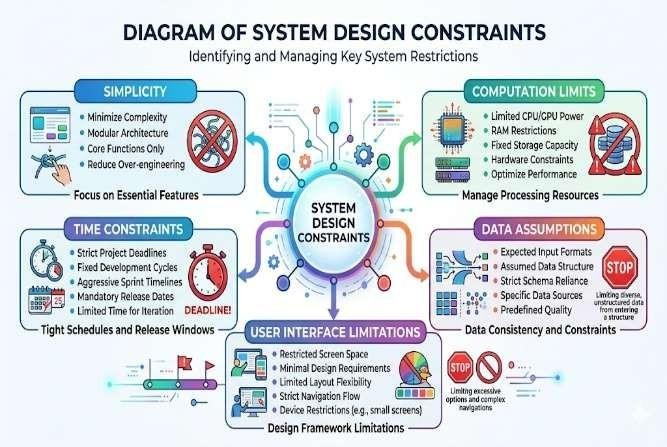 DIAGRAM OF SYSTEM DESIGN CONSTRAINTS
Identifying and Managing Key System Restrictions
SIMPLICITY
Minimize Complexity
Modular Architecture
Core Functions Only
Reduce Over-engineering
Focus on Essential Features
COMPUTATION LIMITS
Limited CPU/GPU Power
RAM Restrictions
Fixed Storage Capacity
Hardware Constraints
Optimize Performance
Manage Processing Resources
SYSTEM
DESIGN
CONSTRAINTS
TIME CONSTRAINTS
Strict Project Deadlines
Fixed Development Cycles
Aggressive Sprint Timelines
Mandatory Release Dates
Limited Time for Iteration
25
DEADLINE!
Tight Schedules and Release Windows
DATA ASSUMPTIONS
Expected Input Formats
Assumed Data Structure
Strict Schema Reliance
Specific Data Sources
Predefined Quality
STOP
Limiting diverse,
unstructured data
from entering
a structure
Data Consistency and Constraints
USER INTERFACE LIMITATIONS
Restricted Screen Space
Minimal Design Requirements
Limited Layout Flexibility
Strict Navigation Flow
Device Restrictions (e.g., small screens)
Design Framework Limitations
STOP
Limiting excessive
options and complex
navigations